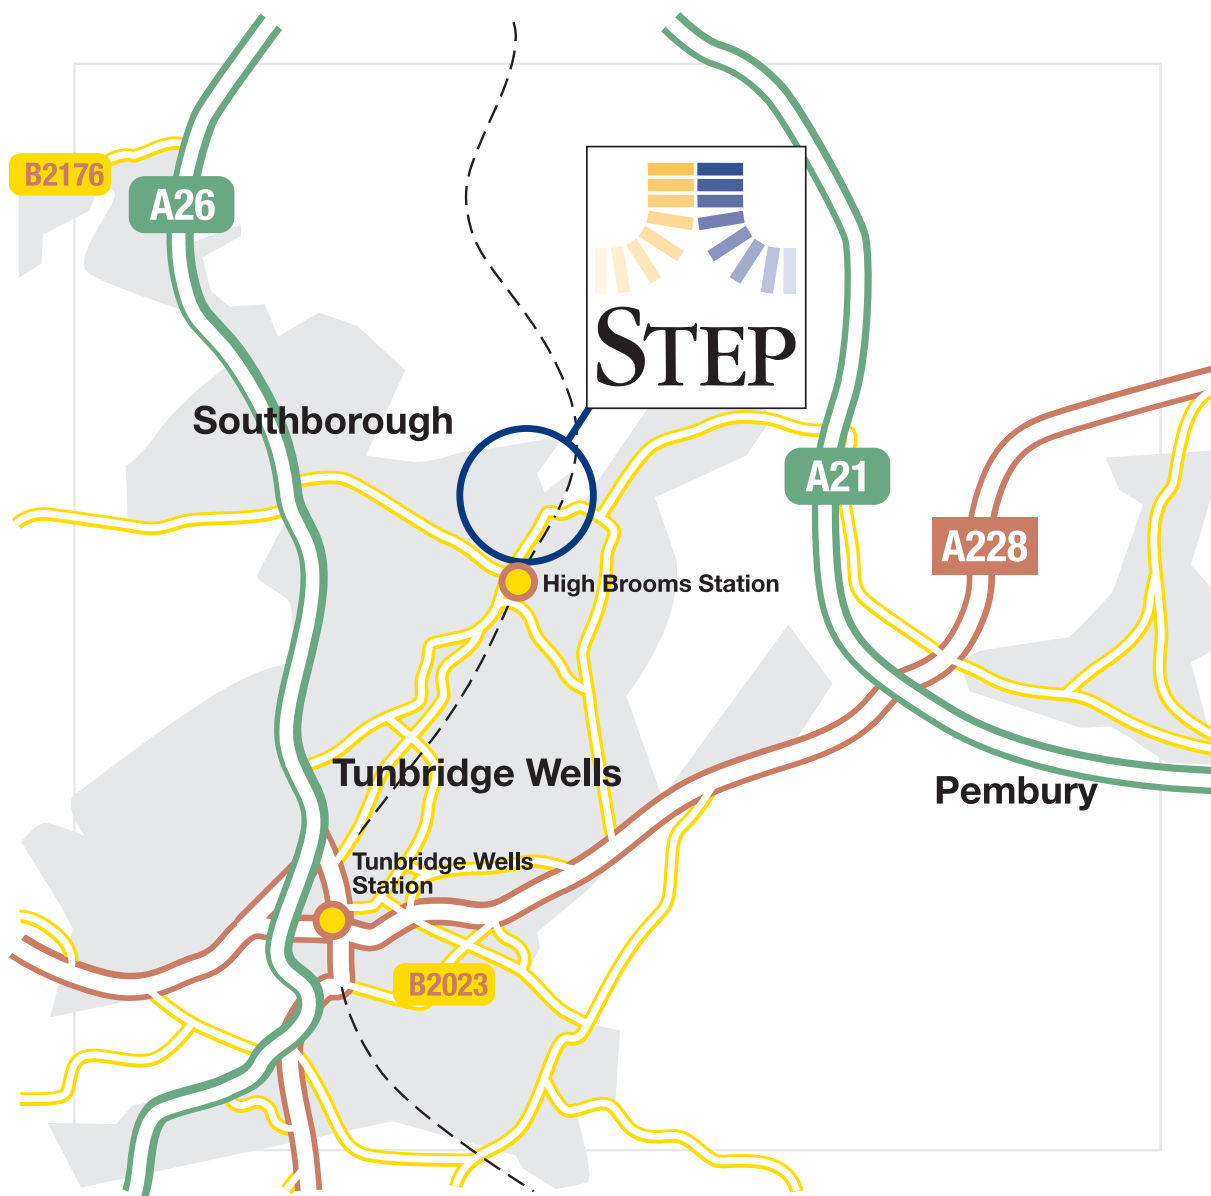 B2176
A26
STEP
Southborough
A21
A228
High Brooms Station
Tunbridge Wells
Pembury
Tunbridge Wells
Station
B2023